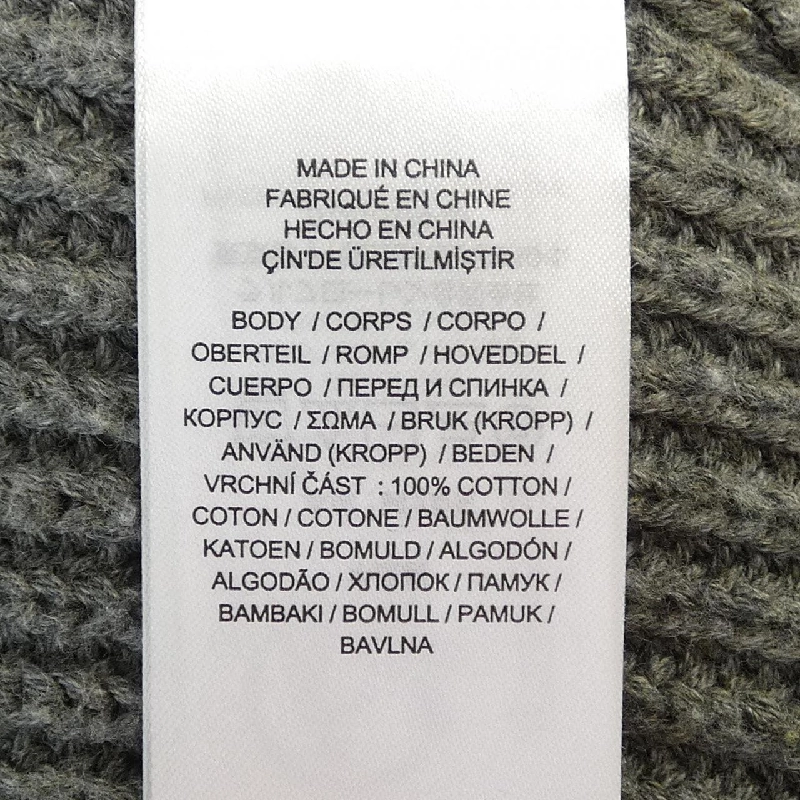 MADE IN CHINA
FABRIQUÉ EN CHINE
HECHO EN CHINA
ÇİN'DE ÜRETİLMİŞTİR
BODY / CORPS / CORPO /
OBERTEIL / ROMP / HOVEDDEL /
CUERPO / ПЕРЕД И СПИНКА /
КОРПУС / ΣΩΜΑ / BRUK (KROPP) /
ANVÄND (KROPP) / BEDEN /
VRCHNÍ ČÁST : 100% COTTON /
COTON / COTONE / BAUMWOLLE /
KATOEN / BOMULD / ALGODÓN /
ALGODÃO / ХЛОПОК / ПАМУК /
ΒΑΜΒΑΚΙ / BOMULL / PAMUK /
BAVLNA